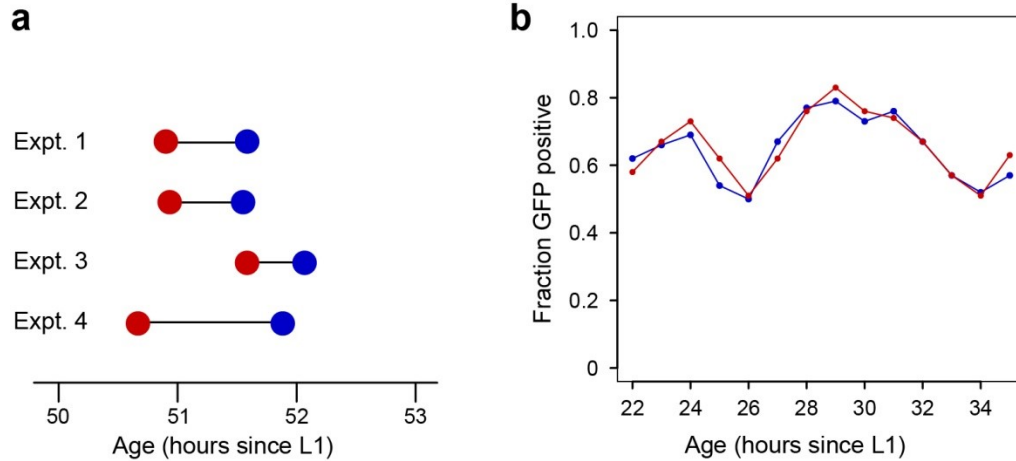 a
Expt. 1
Expt. 2
Expt. 3
Expt. 4
50 51 52 53
Age (hours since L1)
b
Fraction GFP positive
1.0
0.8
0.6
0.4
0.2
0
22 24 26 28 30 32 34
Age (hours since L1)